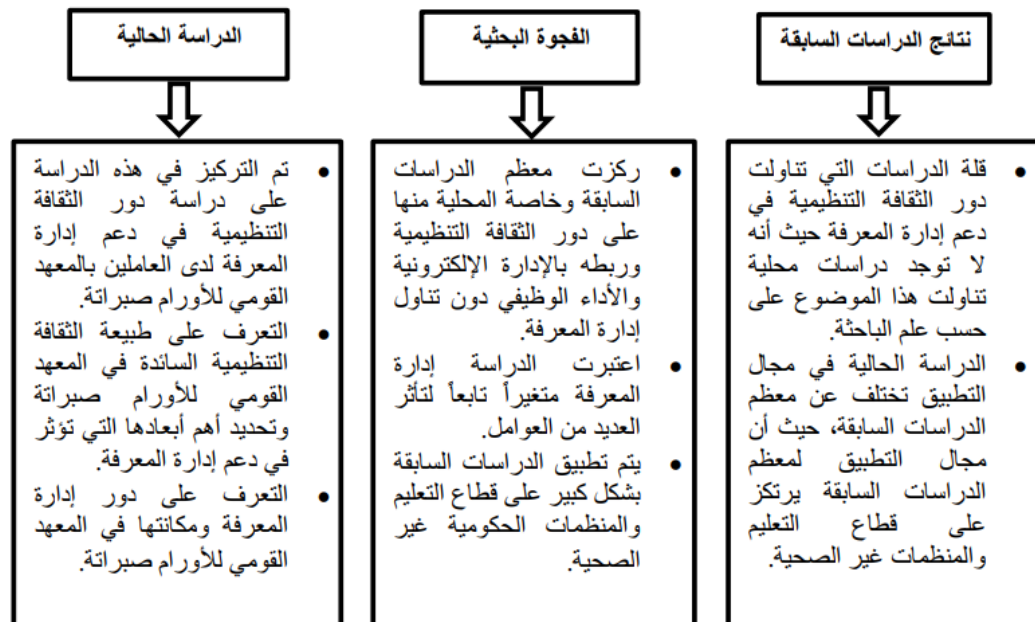 نتائج الدراسات السابقة
قلة الدراسات التي تناولت
دور الثقافة التنظيمية في
دعم إدارة المعرفة حيث أنه
لا توجد دراسات محلية
تناولت هذا الموضوع على
حسب علم الباحثة.
الدراسة الحالية في مجال
التطبيق تختلف عن معظم
الدراسات السابقة، حيث أن
مجال التطبيق لمعظم
الدراسات السابقة يرتكز
على قطاع التعليم
والمنظمات غير الصحية.
الفجوة البحثية
ركزت معظم الدراسات
السابقة وخاصة المحلية منها
على دور الثقافة التنظيمية
وربطه بالإدارة الإلكترونية
والأداء الوظيفي دون تناول
إدارة المعرفة.
اعتبرت الدراسة إدارة
المعرفة متغيراً تابعاً لتأثر
العديد من العوامل.
يتم تطبيق الدراسات السابقة
بشكل كبير على قطاع التعليم
والمنظمات الحكومية غير
الصحية.
الدراسة الحالية
تم التركيز في هذه الدراسة
على دراسة دور الثقافة
التنظيمية في دعم إدارة
المعرفة لدى العاملين بالمعهد
القومي للأورام صبراتة.
التعرف على طبيعة الثقافة
التنظيمية السائدة في المعهد
القومي للأورام صبراتة
وتحديد أهم أبعادها التي تؤثر
في دعم إدارة المعرفة.
التعرف على دور إدارة
المعرفة ومكانتها في المعهد
القومي للأورام صبراتة.